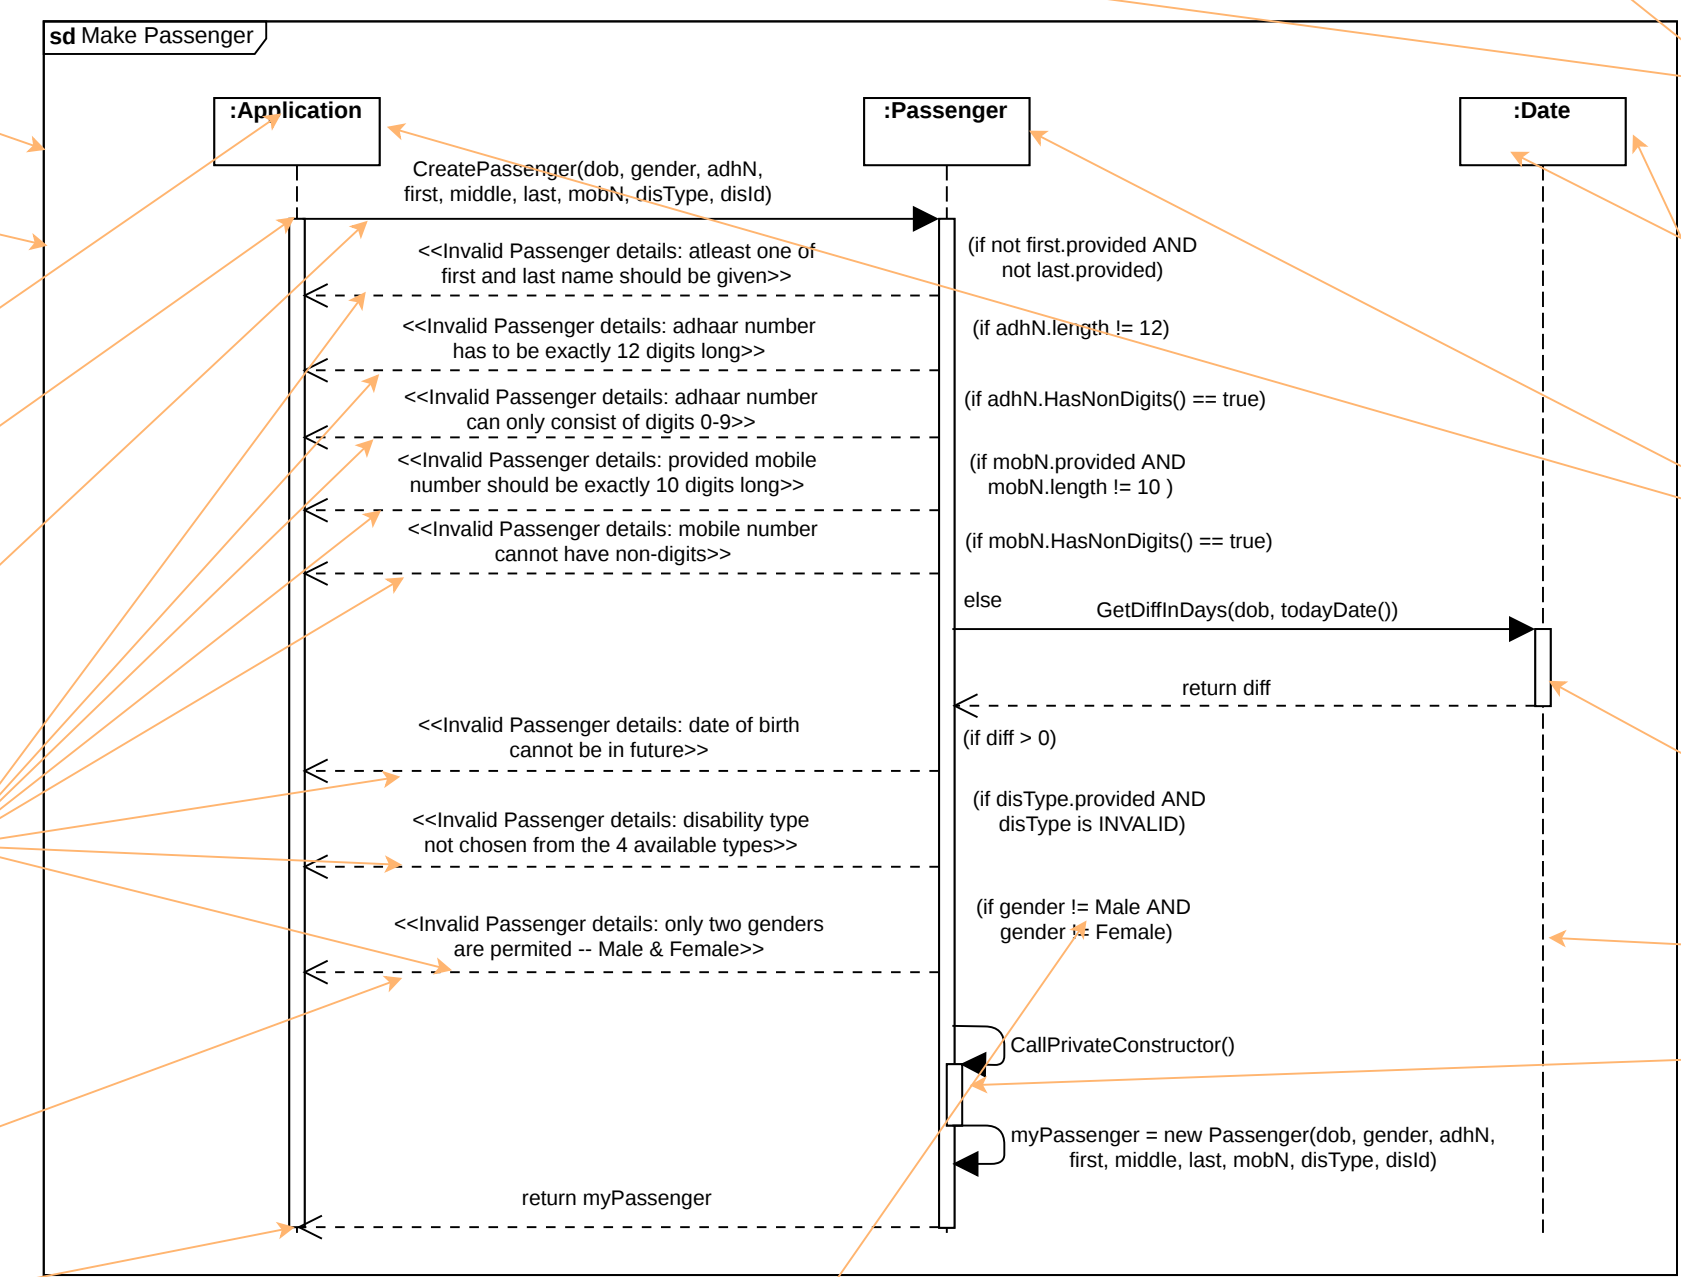 sd Make Passenger
:Application
:Passenger
:Date
CreatePassenger(dob, gender, adhN,
first, middle, last, mobN, disType, disId)
<<Invalid Passenger details: atleast one of
first and last name should be given>>
(if not first.provided AND
not last.provided)
<<Invalid Passenger details: adhaar number
has to be exactly 12 digits long>>
(if adhN.length != 12)
<<Invalid Passenger details: adhaar number
can only consist of digits 0-9>>
(if adhN.HasNonDigits() == true)
<<Invalid Passenger details: provided mobile
number should be exactly 10 digits long>>
(if mobN.provided AND
mobN.length != 10 )
<<Invalid Passenger details: mobile number
cannot have non-digits>>
(if mobN.HasNonDigits() == true)
else
GetDiffInDays(dob, todayDate())
return diff
<<Invalid Passenger details: date of birth
cannot be in future>>
(if diff > 0)
<<Invalid Passenger details: disability type
not chosen from the 4 available types>>
(if disType.provided AND
disType is INVALID)
<<Invalid Passenger details: only two genders
are permited -- Male & Female>>
(if gender != Male AND
gender != Female)
CallPrivateConstructor()
myPassenger = new Passenger(dob, gender, adhN,
first, middle, last, mobN, disType, disId)
return myPassenger